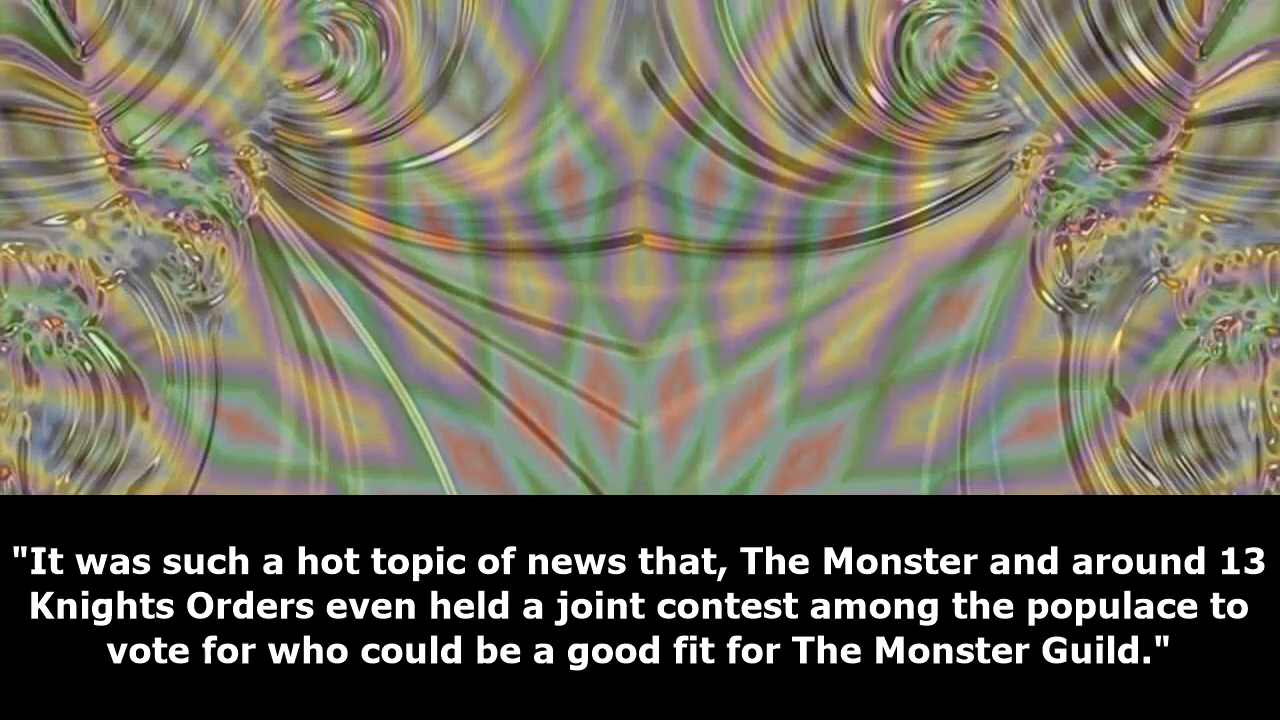 "It was such a hot topic of news that, The Monster and around 13
Knights Orders even held a joint contest among the populace to
vote for who could be a good fit for The Monster Guild."